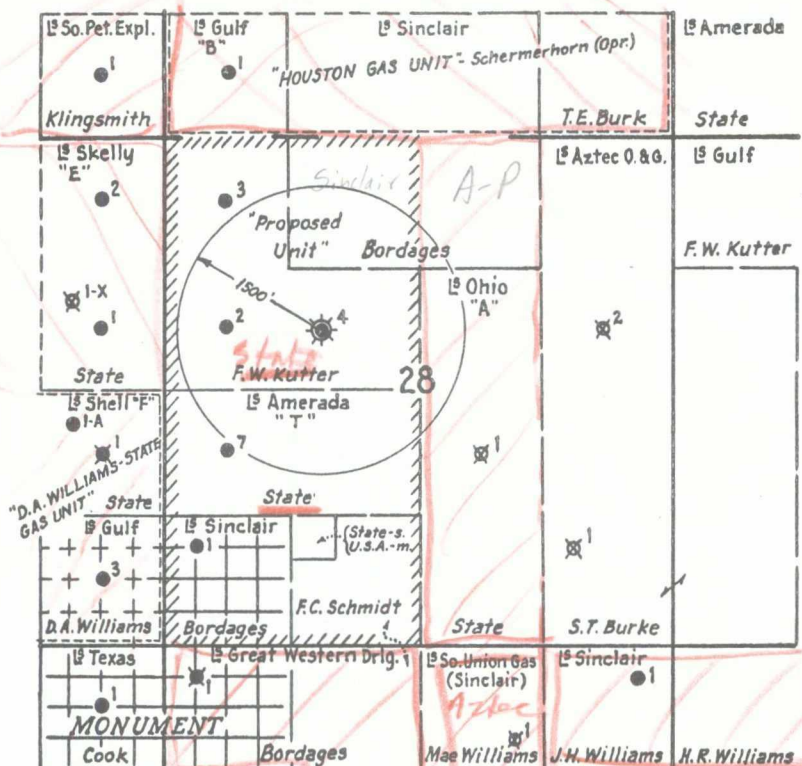 Lˢ So. Pet. Expl.
1
Klingsmith
Lˢ Gulf
"B"
1
Lˢ Sinclair
"HOUSTON GAS UNIT"- Schermerhorn (Opr.)
T.E. Burk
Lˢ Amerada
State
Lˢ Skelly
"E"
2
1-X
1
State
3
Sinclair
"Proposed
Unit"
Bordages
1500'
2
4
State
F.W. Kutter
28
A-P
Lˢ Ohio
"A"
1
State
Lˢ Aztec O.&G.
2
1
S.T. Burke
Lˢ Gulf
F.W. Kutter
Lˢ Shell "F"
1-A
1
"D.A. WILLIAMS-STATE
GAS UNIT"
State
Lˢ Amerada
"T"
7
State
Lˢ Gulf
3
D.A. Williams
Lˢ Sinclair
1
Bordages
State-s.
U.S.A.-m.
F.C. Schmidt
Lˢ Texas
1
MONUMENT
Cook
Lˢ Great Western Drlg.
1
Bordages
Lˢ So. Union Gas
(Sinclair)
Aztec
1
Mae Williams
Lˢ Sinclair
1
J.H. Williams
H.R. Williams